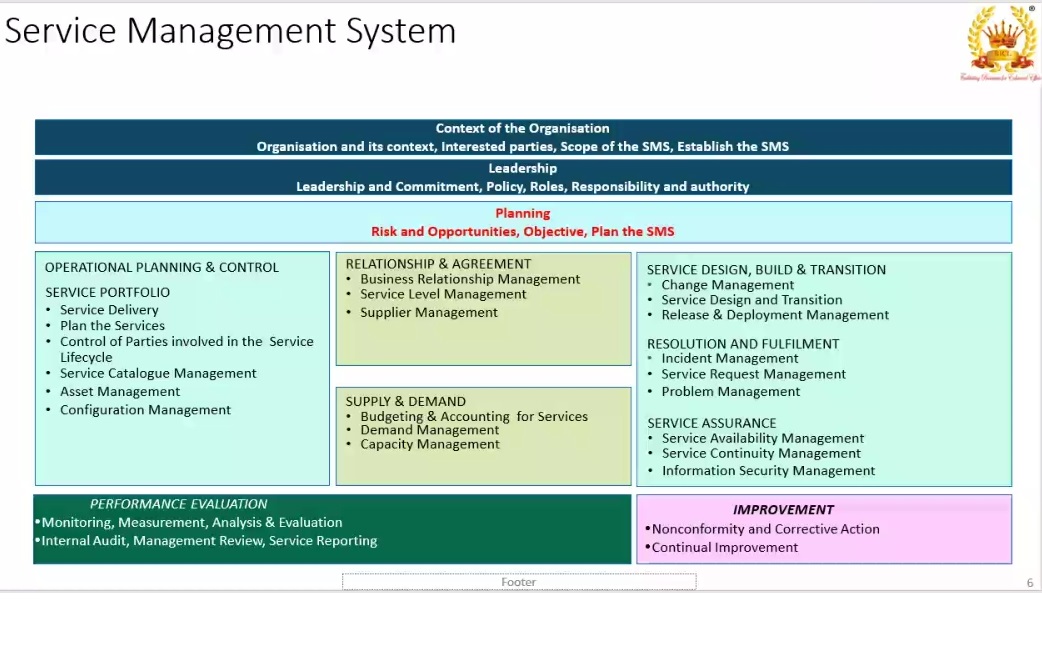 Service Management System
Context of the Organisation
Organisation and its context, Interested parties, Scope of the SMS, Establish the SMS
Leadership
Leadership and Commitment, Policy, Roles, Responsibility and authority
Planning
Risk and Opportunities, Objective, Plan the SMS
OPERATIONAL PLANNING & CONTROL
SERVICE PORTFOLIO
• Service Delivery
• Plan the Services
• Control of Parties involved in the Service
Lifecycle
• Service Catalogue Management
• Asset Management
• Configuration Management
RELATIONSHIP & AGREEMENT
• Business Relationship Management
• Service Level Management
• Supplier Management
SUPPLY & DEMAND
• Budgeting & Accounting for Services
• Demand Management
• Capacity Management
SERVICE DESIGN, BUILD & TRANSITION
• Change Management
• Service Design and Transition
• Release & Deployment Management
RESOLUTION AND FULFILMENT
• Incident Management
• Service Request Management
• Problem Management
SERVICE ASSURANCE
• Service Availability Management
• Service Continuity Management
• Information Security Management
PERFORMANCE EVALUATION
•Monitoring, Measurement, Analysis & Evaluation
•Internal Audit, Management Review, Service Reporting
IMPROVEMENT
•Nonconformity and Corrective Action
•Continual Improvement
Footer
6